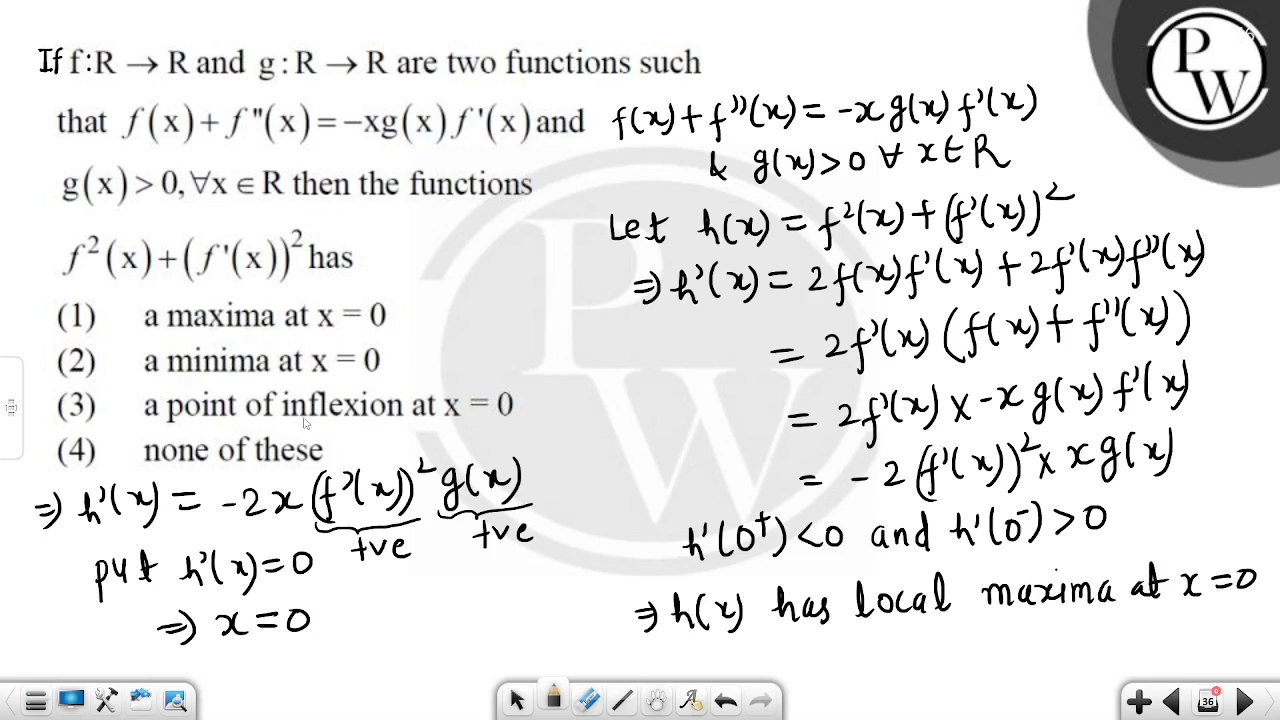 If f : R → R and g : R → R are two functions such
that f(x) + f''(x) = −xg(x) f'(x) and
g(x) > 0, ∀x ∈ R then the functions
f²(x) + (f'(x))² has
(1) a maxima at x = 0
(2) a minima at x = 0
(3) a point of inflexion at x = 0
(4) none of these
⇒ h'(x) = -2x (f'(x))² g(x)
+ve +ve
put h'(x) = 0
⇒ x = 0
f(x) + f''(x) = -x g(x) f'(x)
& g(x) > 0 ∀ x ∈ R
Let h(x) = f²(x) + (f'(x))²
⇒ h'(x) = 2f(x)f'(x) + 2f'(x)f''(x)
= 2f'(x) (f(x) + f''(x))
= 2f'(x) × -x g(x) f'(x)
= -2 (f'(x))² × x g(x)
h'(0⁺) < 0 and h'(0⁻) > 0
⇒ h(x) has local maxima at x = 0
P
W
P
W
36